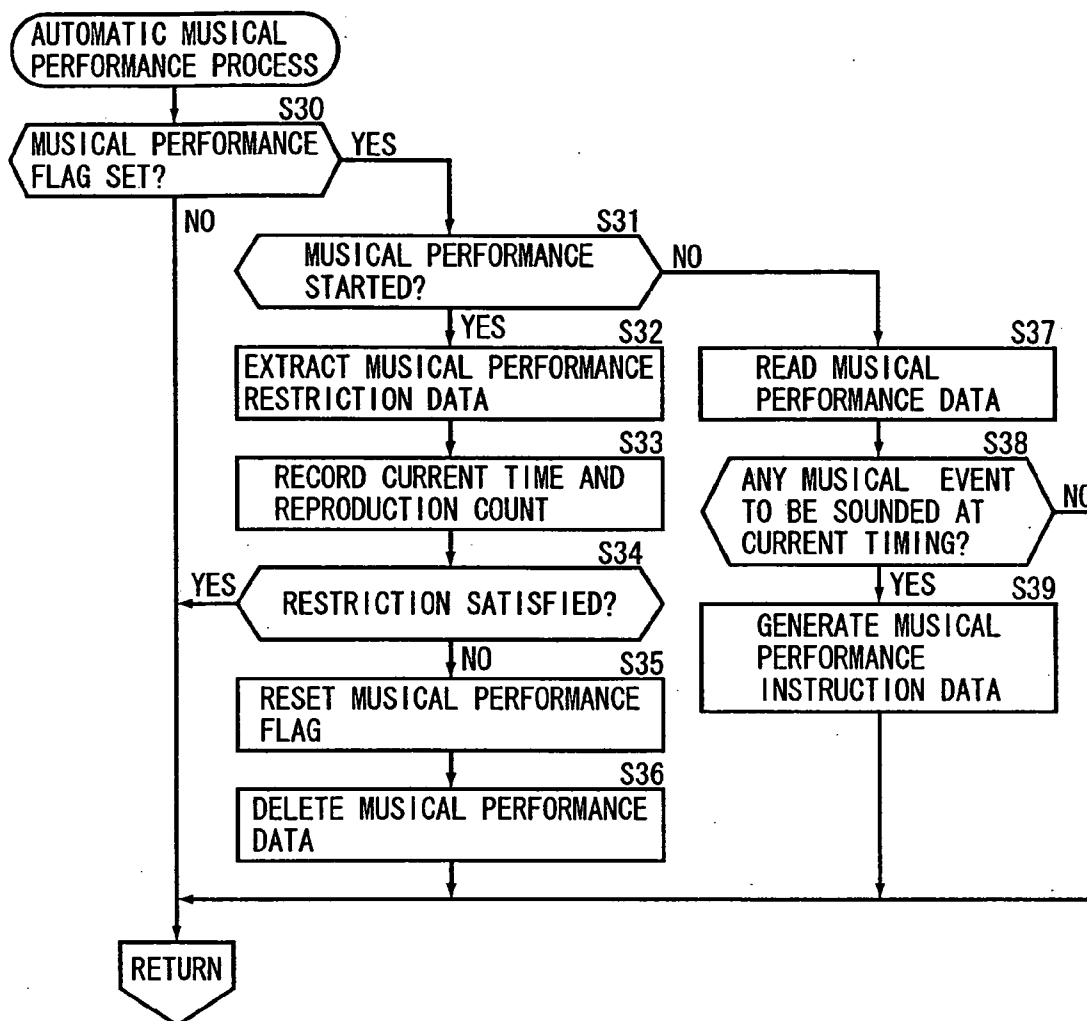 AUTOMATIC MUSICAL
PERFORMANCE PROCESS
S30
MUSICAL PERFORMANCE
FLAG SET?
YES
NO
S31
MUSICAL PERFORMANCE
STARTED?
NO
YES
S32
EXTRACT MUSICAL PERFORMANCE
RESTRICTION DATA
S33
RECORD CURRENT TIME AND
REPRODUCTION COUNT
S34
YES
RESTRICTION SATISFIED?
NO
S35
RESET MUSICAL PERFORMANCE
FLAG
S36
DELETE MUSICAL PERFORMANCE
DATA
S37
READ MUSICAL
PERFORMANCE DATA
S38
ANY MUSICAL EVENT
TO BE SOUNDED AT
CURRENT TIMING?
NO
YES
S39
GENERATE MUSICAL
PERFORMANCE
INSTRUCTION DATA
RETURN